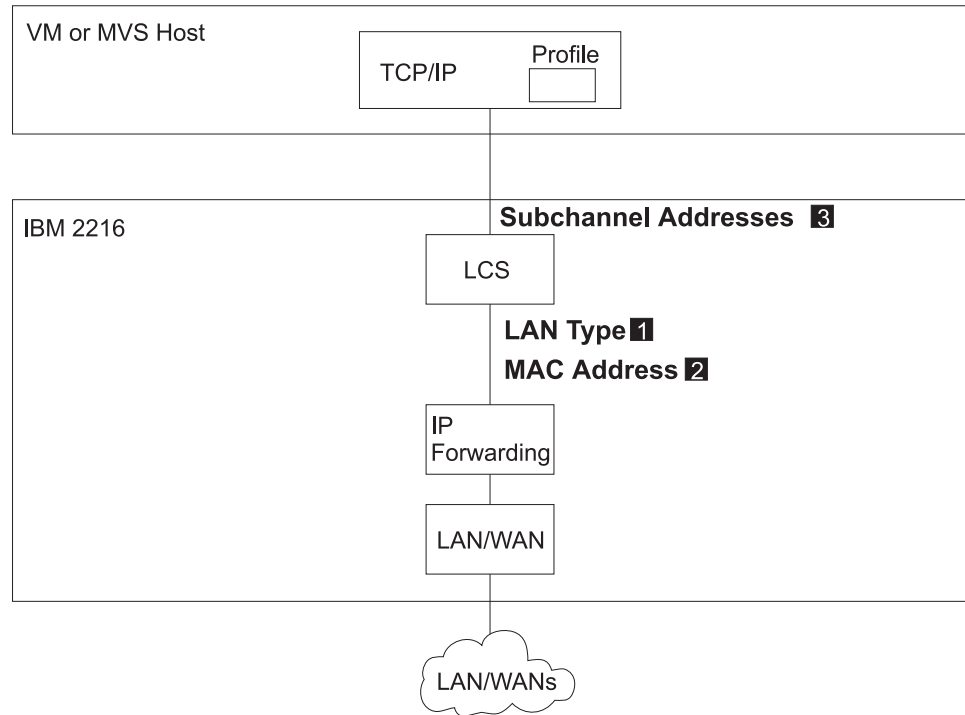 VM or MVS Host
Profile
TCP/IP
IBM 2216
Subchannel Addresses 3
LCS
LAN Type 1
MAC Address 2
IP
Forwarding
LAN/WAN
LAN/WANs